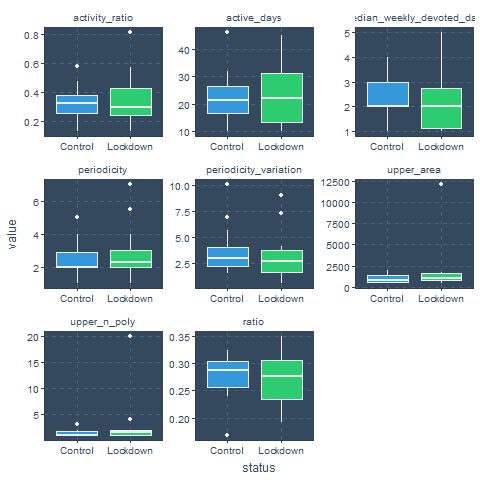 activity_ratio
active_days
edian_weekly_devoted_da
0.8
0.6
0.4
0.2
40
30
20
10
5
4
3
2
1
Control Lockdown
Control Lockdown
Control Lockdown
periodicity
periodicity_variation
upper_area
6
4
2
10.0
7.5
5.0
2.5
12500
10000
7500
5000
2500
0
Control Lockdown
Control Lockdown
Control Lockdown
upper_n_poly
ratio
20
15
10
5
0.35
0.30
0.25
0.20
Control Lockdown
Control Lockdown
value
status